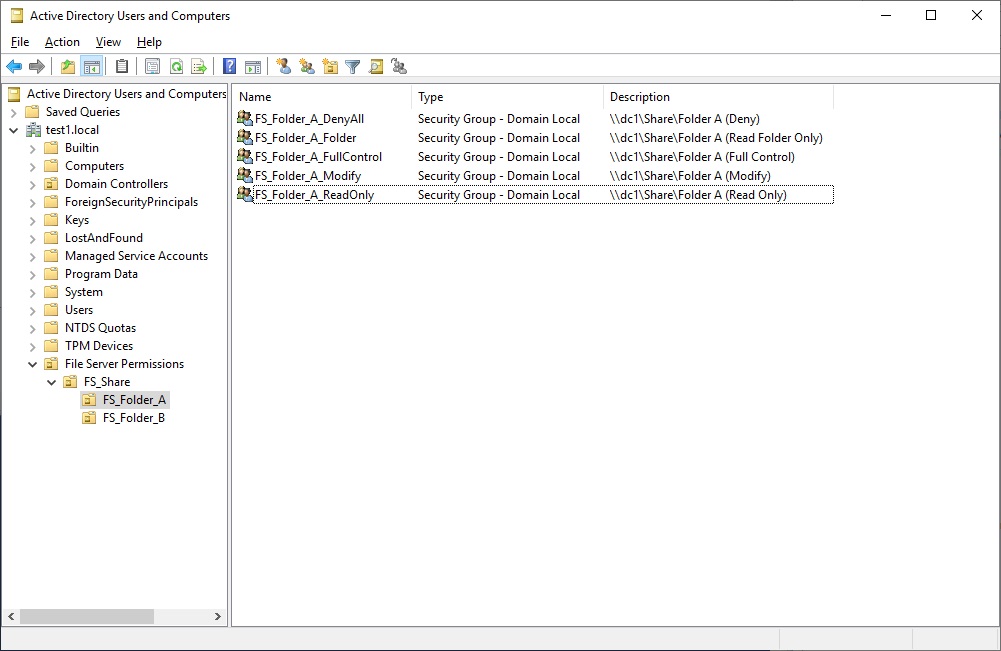 Active Directory Users and Computers
File Action View Help
Active Directory Users and Computers
Saved Queries
test1.local
Builtin
Computers
Domain Controllers
ForeignSecurityPrincipals
Keys
LostAndFound
Managed Service Accounts
Program Data
System
Users
NTDS Quotas
TPM Devices
File Server Permissions
FS_Share
FS_Folder_A
FS_Folder_B
Name Type Description
FS_Folder_A_DenyAll Security Group - Domain Local \\dc1\Share\Folder A (Deny)
FS_Folder_A_Folder Security Group - Domain Local \\dc1\Share\Folder A (Read Folder Only)
FS_Folder_A_FullControl Security Group - Domain Local \\dc1\Share\Folder A (Full Control)
FS_Folder_A_Modify Security Group - Domain Local \\dc1\Share\Folder A (Modify)
FS_Folder_A_ReadOnly Security Group - Domain Local \\dc1\Share\Folder A (Read Only)